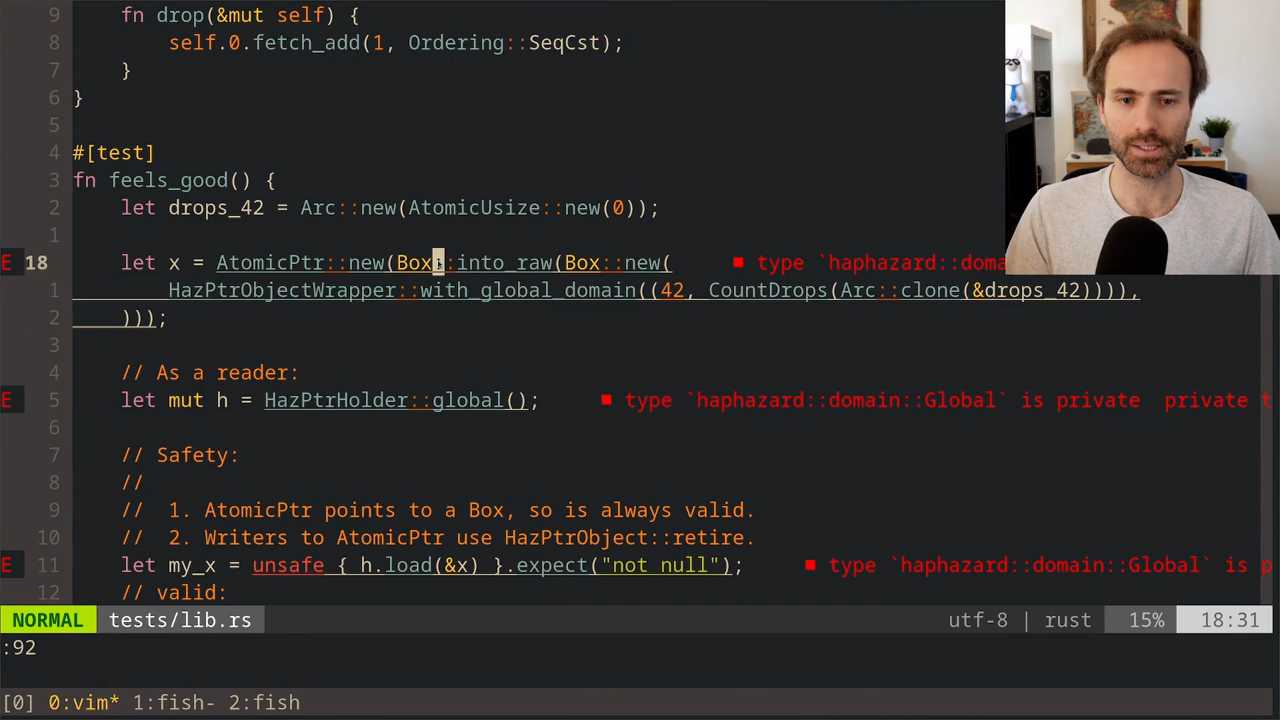 9     fn drop(&mut self) {
8         self.0.fetch_add(1, Ordering::SeqCst);
7     }
6 }
5
4 #[test]
3 fn feels_good() {
2     let drops_42 = Arc::new(AtomicUsize::new(0));
1
E 18     let x = AtomicPtr::new(Box::into_raw(Box::new(     ■ type `haphazard::doma
1         HazPtrObjectWrapper::with_global_domain((42, CountDrops(Arc::clone(&drops_42)))),
2     )));
3
4     // As a reader:
E 5     let mut h = HazPtrHolder::global();     ■ type `haphazard::domain::Global` is private  private t
6
7     // Safety:
8     //
9     //  1. AtomicPtr points to a Box, so is always valid.
10     //  2. Writers to AtomicPtr use HazPtrObject::retire.
E 11     let my_x = unsafe { h.load(&x) }.expect("not null");     ■ type `haphazard::domain::Global` is p
12     // valid:
NORMAL tests/lib.rs utf-8 | rust 15% 18:31
:92
[0] 0:vim* 1:fish- 2:fish